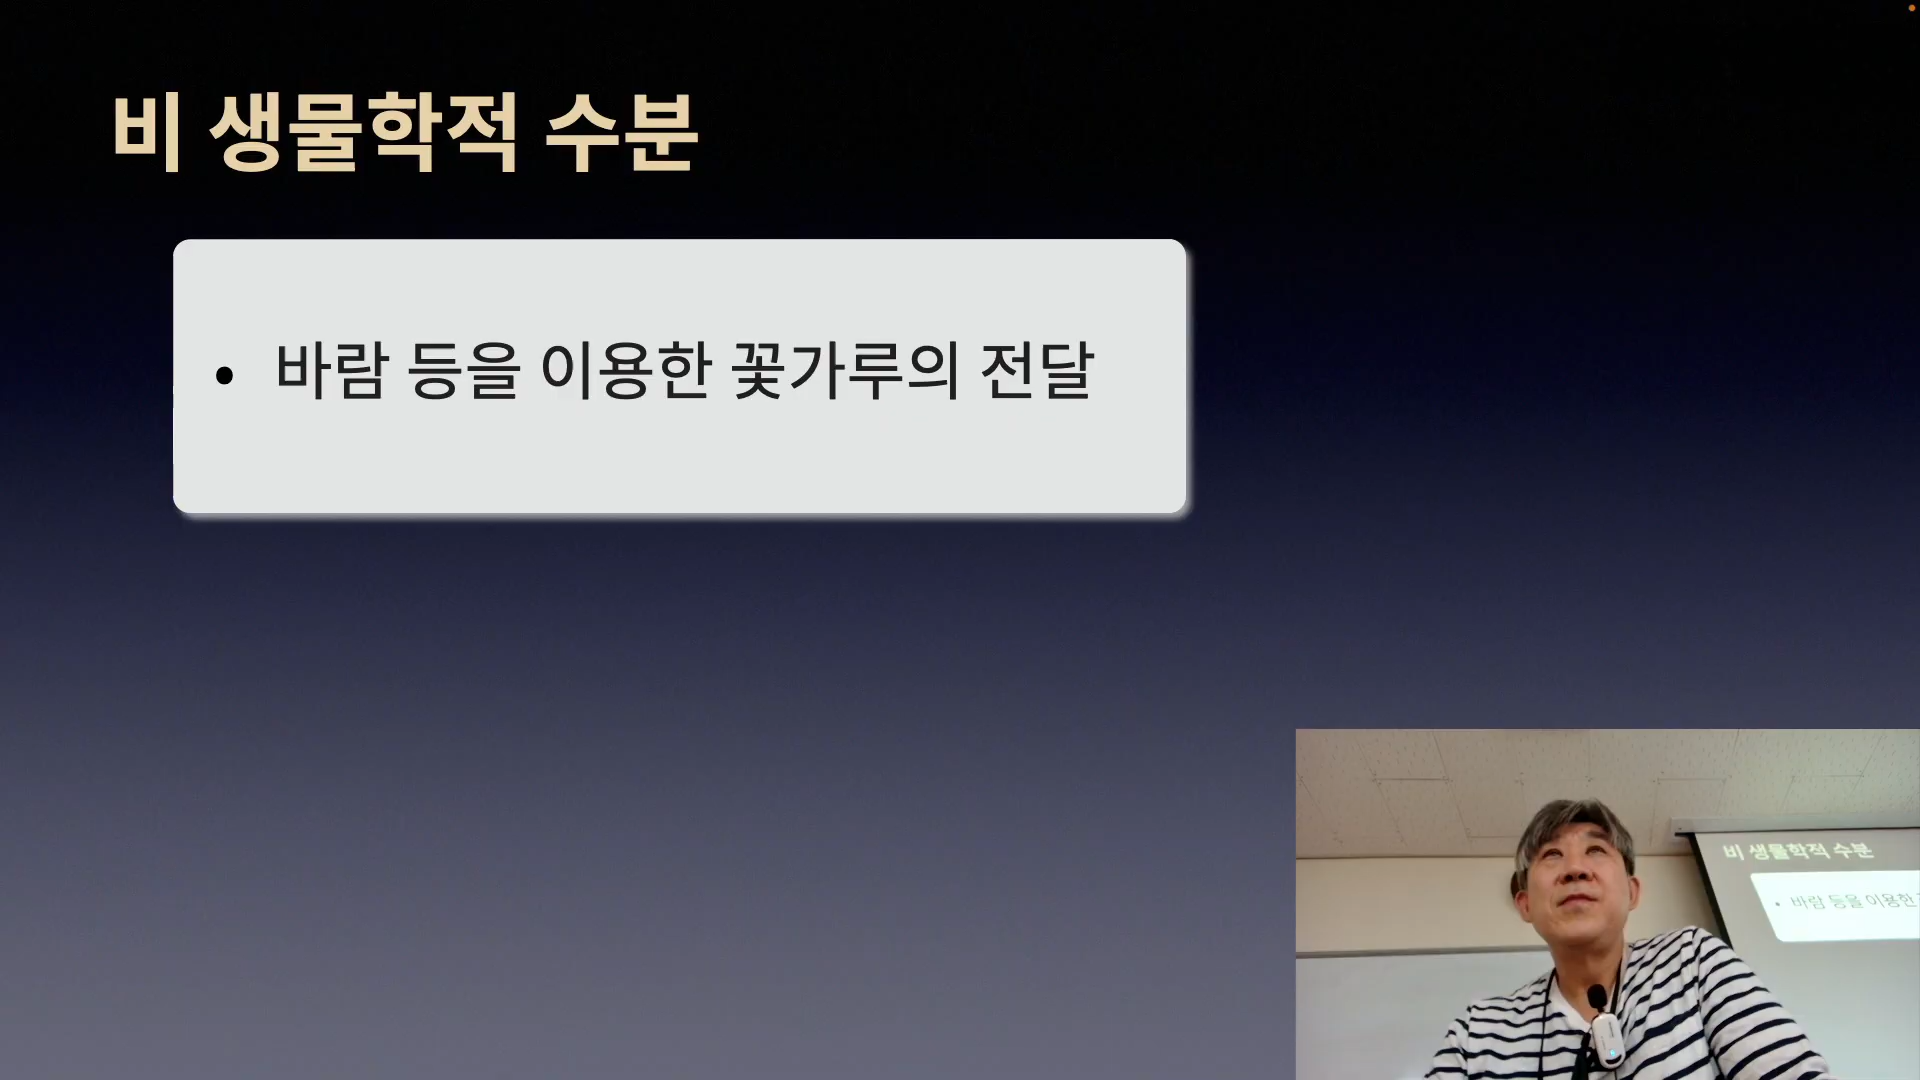 비 생물학적 수분
• 바람 등을 이용한 꽃가루의 전달
비 생물학적 수분
• 바람 등을 이용한